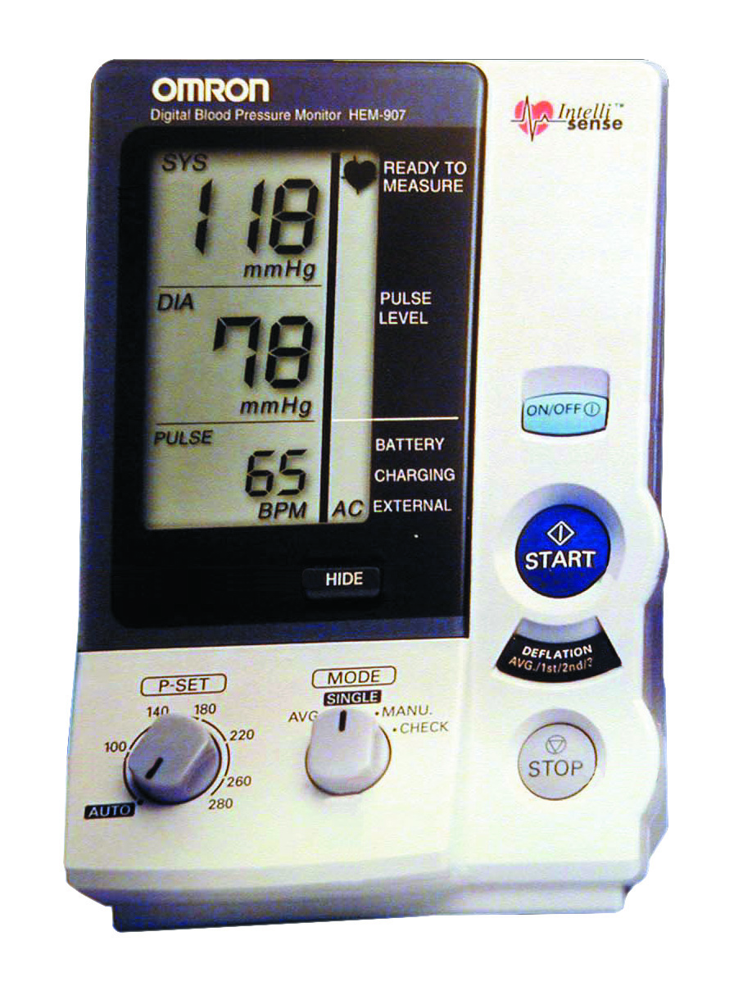 OMRON
Digital Blood Pressure Monitor HEM-907
Intelli™
sense
SYS
118
mmHg
READY TO
MEASURE
DIA
78
mmHg
PULSE
LEVEL
PULSE
65
BPM
AC
BATTERY
CHARGING
EXTERNAL
HIDE
ON/OFF
START
DEFLATION
AVG./1st/2nd/3
STOP
P-SET
140
180
100
220
260
280
AUTO
MODE
SINGLE
AVG
MANU.
CHECK